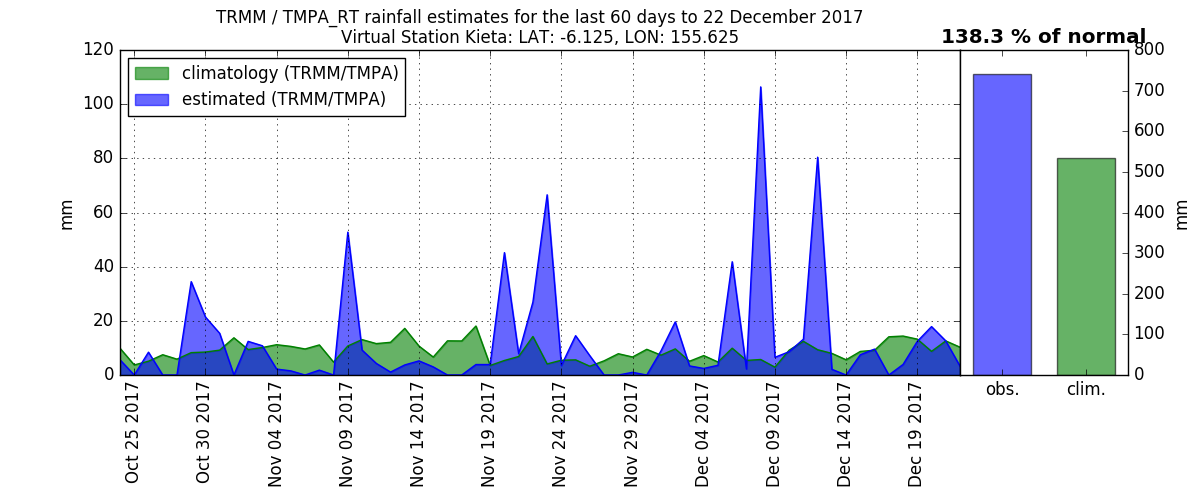 TRMM / TMPA_RT rainfall estimates for the last 60 days to 22 December 2017
Virtual Station Kieta: LAT: -6.125, LON: 155.625
138.3 % of normal
climatology (TRMM/TMPA)
estimated (TRMM/TMPA)
mm
120
100
80
60
40
20
0
Oct 25 2017
Oct 30 2017
Nov 04 2017
Nov 09 2017
Nov 14 2017
Nov 19 2017
Nov 24 2017
Nov 29 2017
Dec 04 2017
Dec 09 2017
Dec 14 2017
Dec 19 2017
obs.
clim.
800
700
600
500
400
300
200
100
0
mm